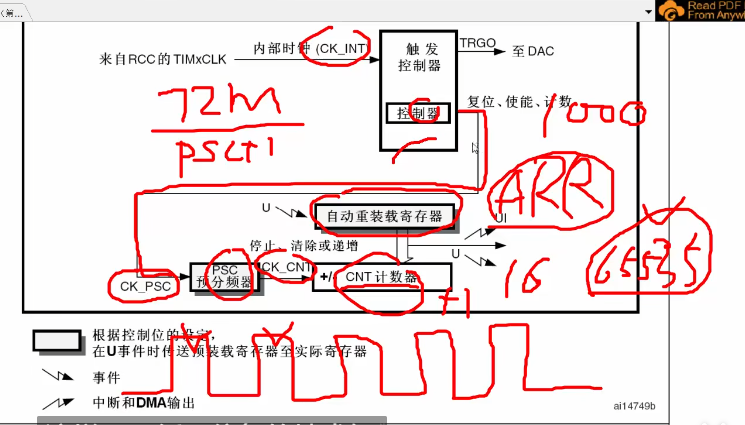 《第...
Read PDF
From Anyw
内部时钟 (CK_INT)
触发
控制器
TRGO
至DAC
来自RCC的TIMxCLK
控制器
复位、使能、计数
72M
PSC+1
1000
U
自动重装载寄存器
ARR
UI
停止、清除或递增
U
65535
16
CK_PSC
PSC
预分频器
CK_CNT
+/-
CNT 计数器
+1
根据控制位的设定,
在U事件时传送预装载寄存器至实际寄存器
事件
中断和DMA输出
ai14749b